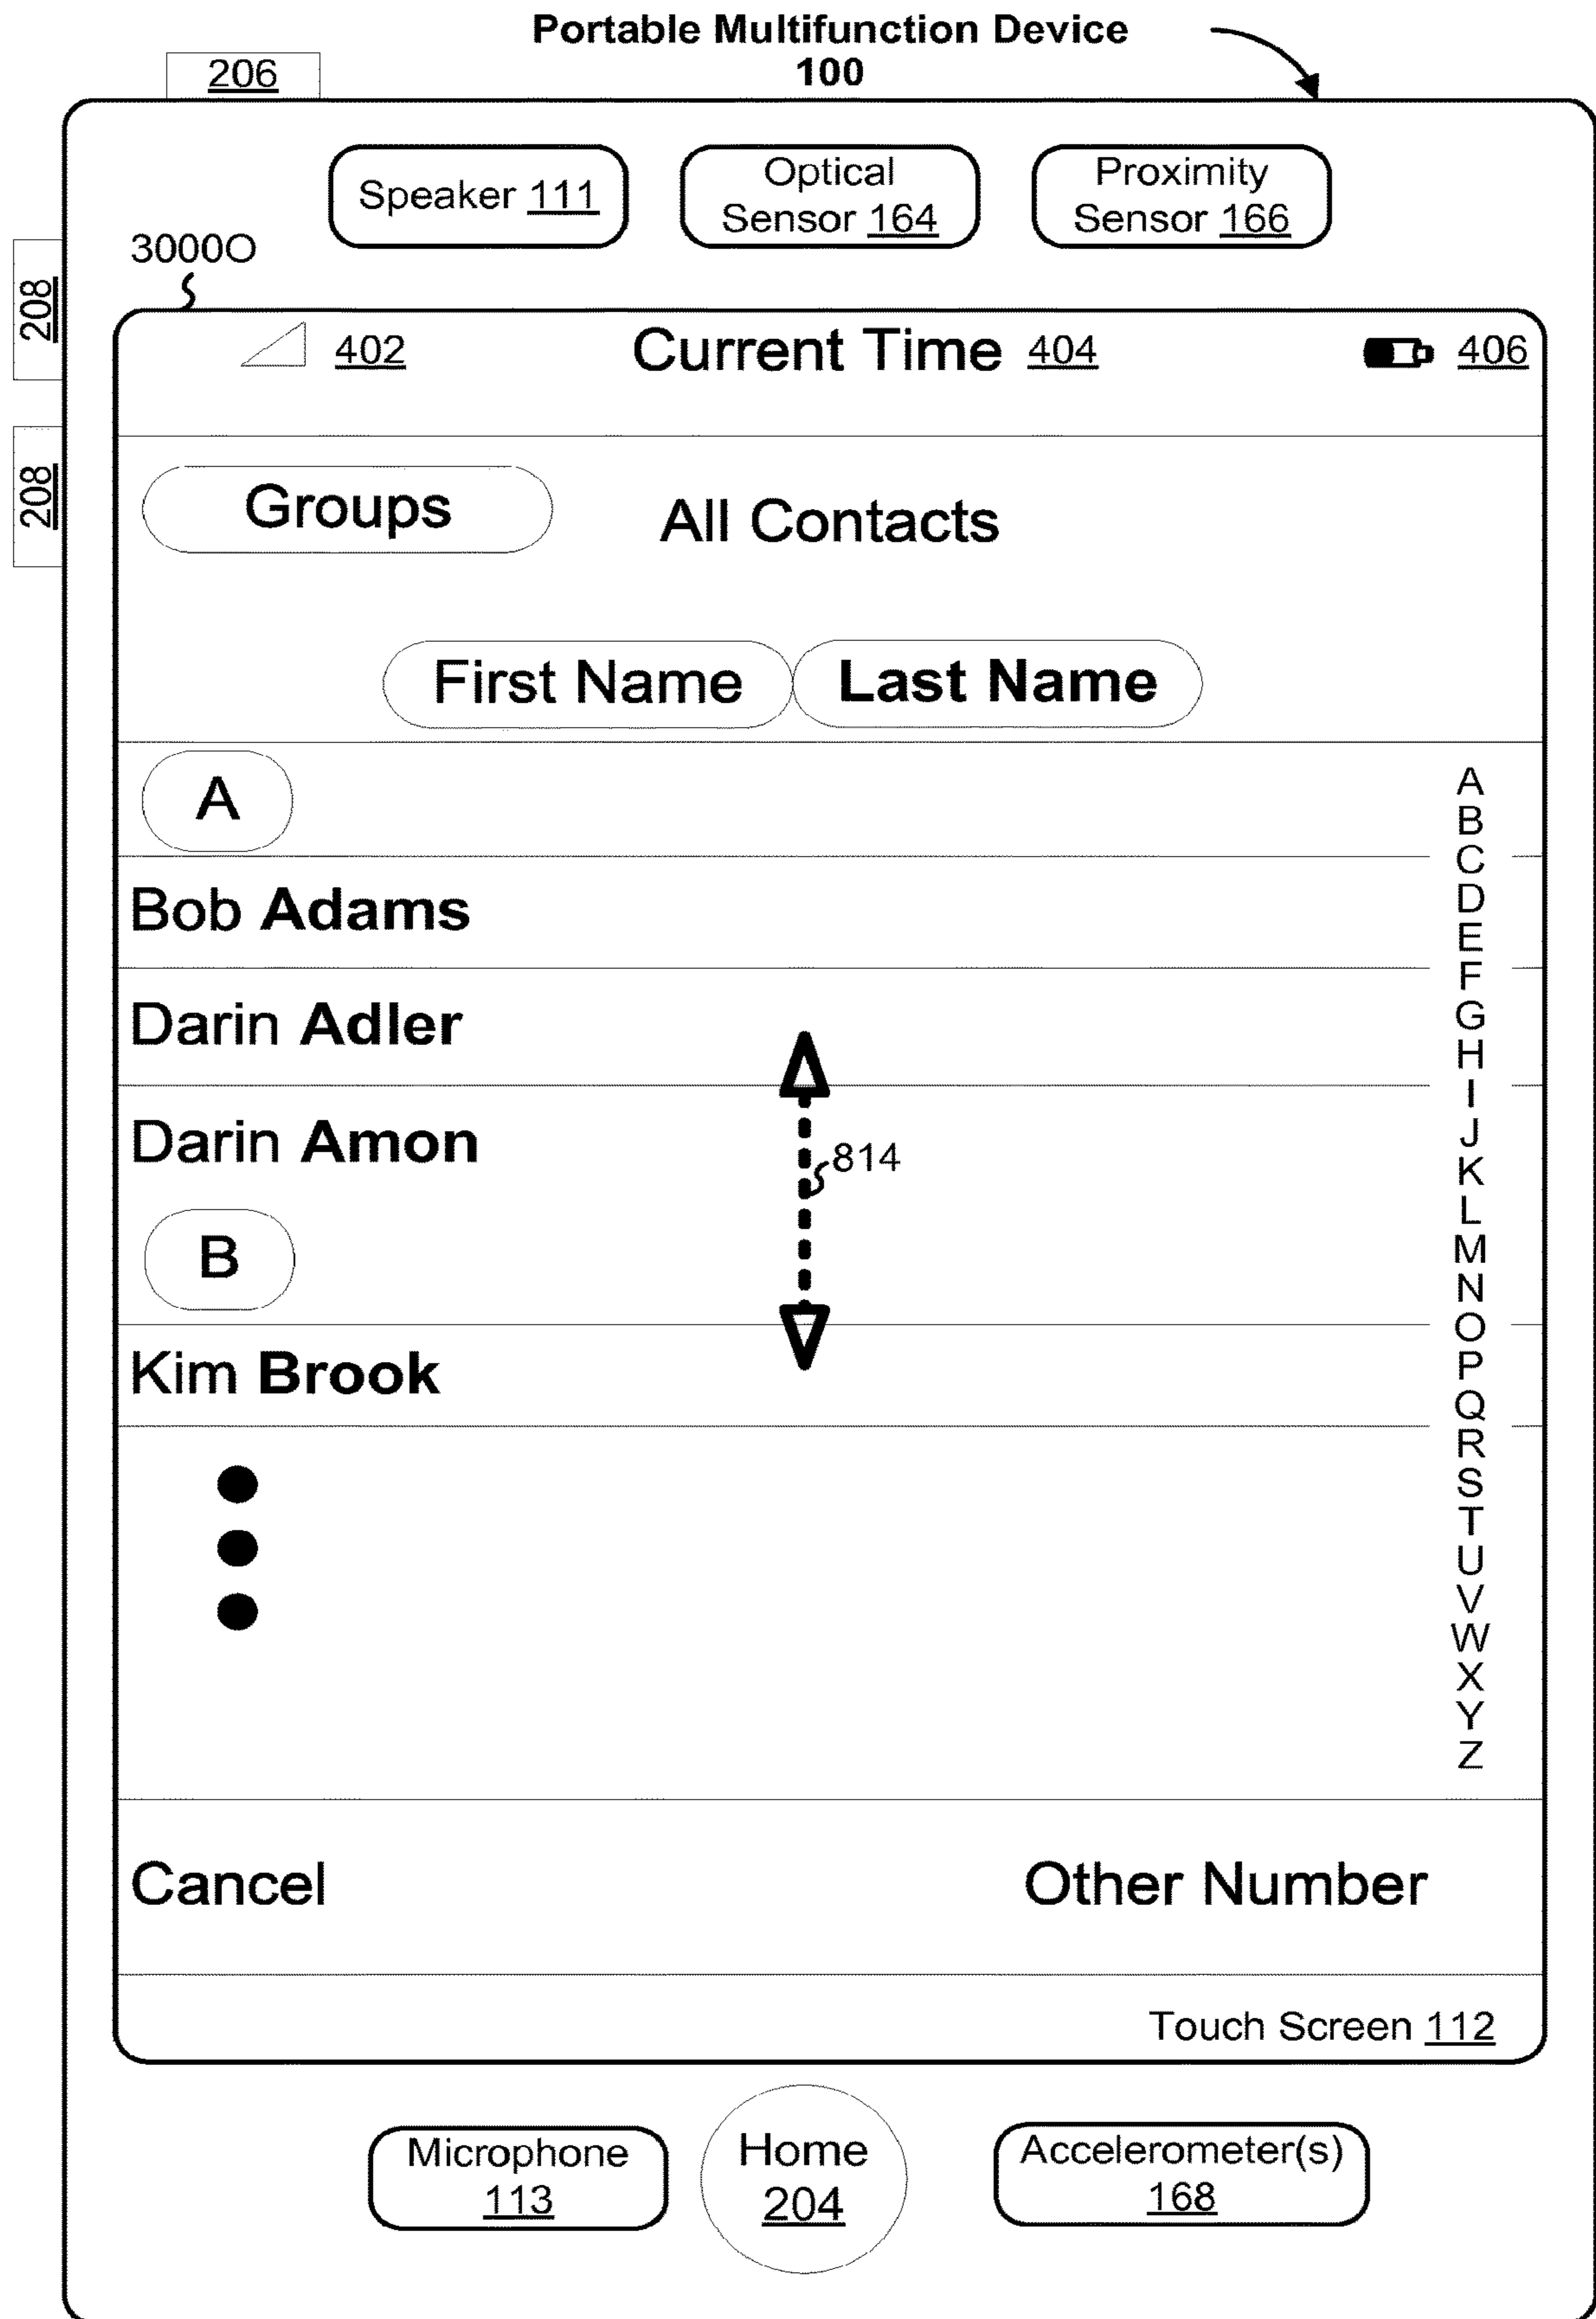 Portable Multifunction Device
100
206
Speaker 111
Optical
Sensor 164
Proximity
Sensor 166
3000O
208
208
402
Current Time 404
406
Groups
All Contacts
First Name
Last Name
A
Bob Adams
Darin Adler
Darin Amon
814
B
Kim Brook
A
B
C
D
E
F
G
H
I
J
K
L
M
N
O
P
Q
R
S
T
U
V
W
X
Y
Z
Cancel
Other Number
Touch Screen 112
Microphone
113
Home
204
Accelerometer(s)
168